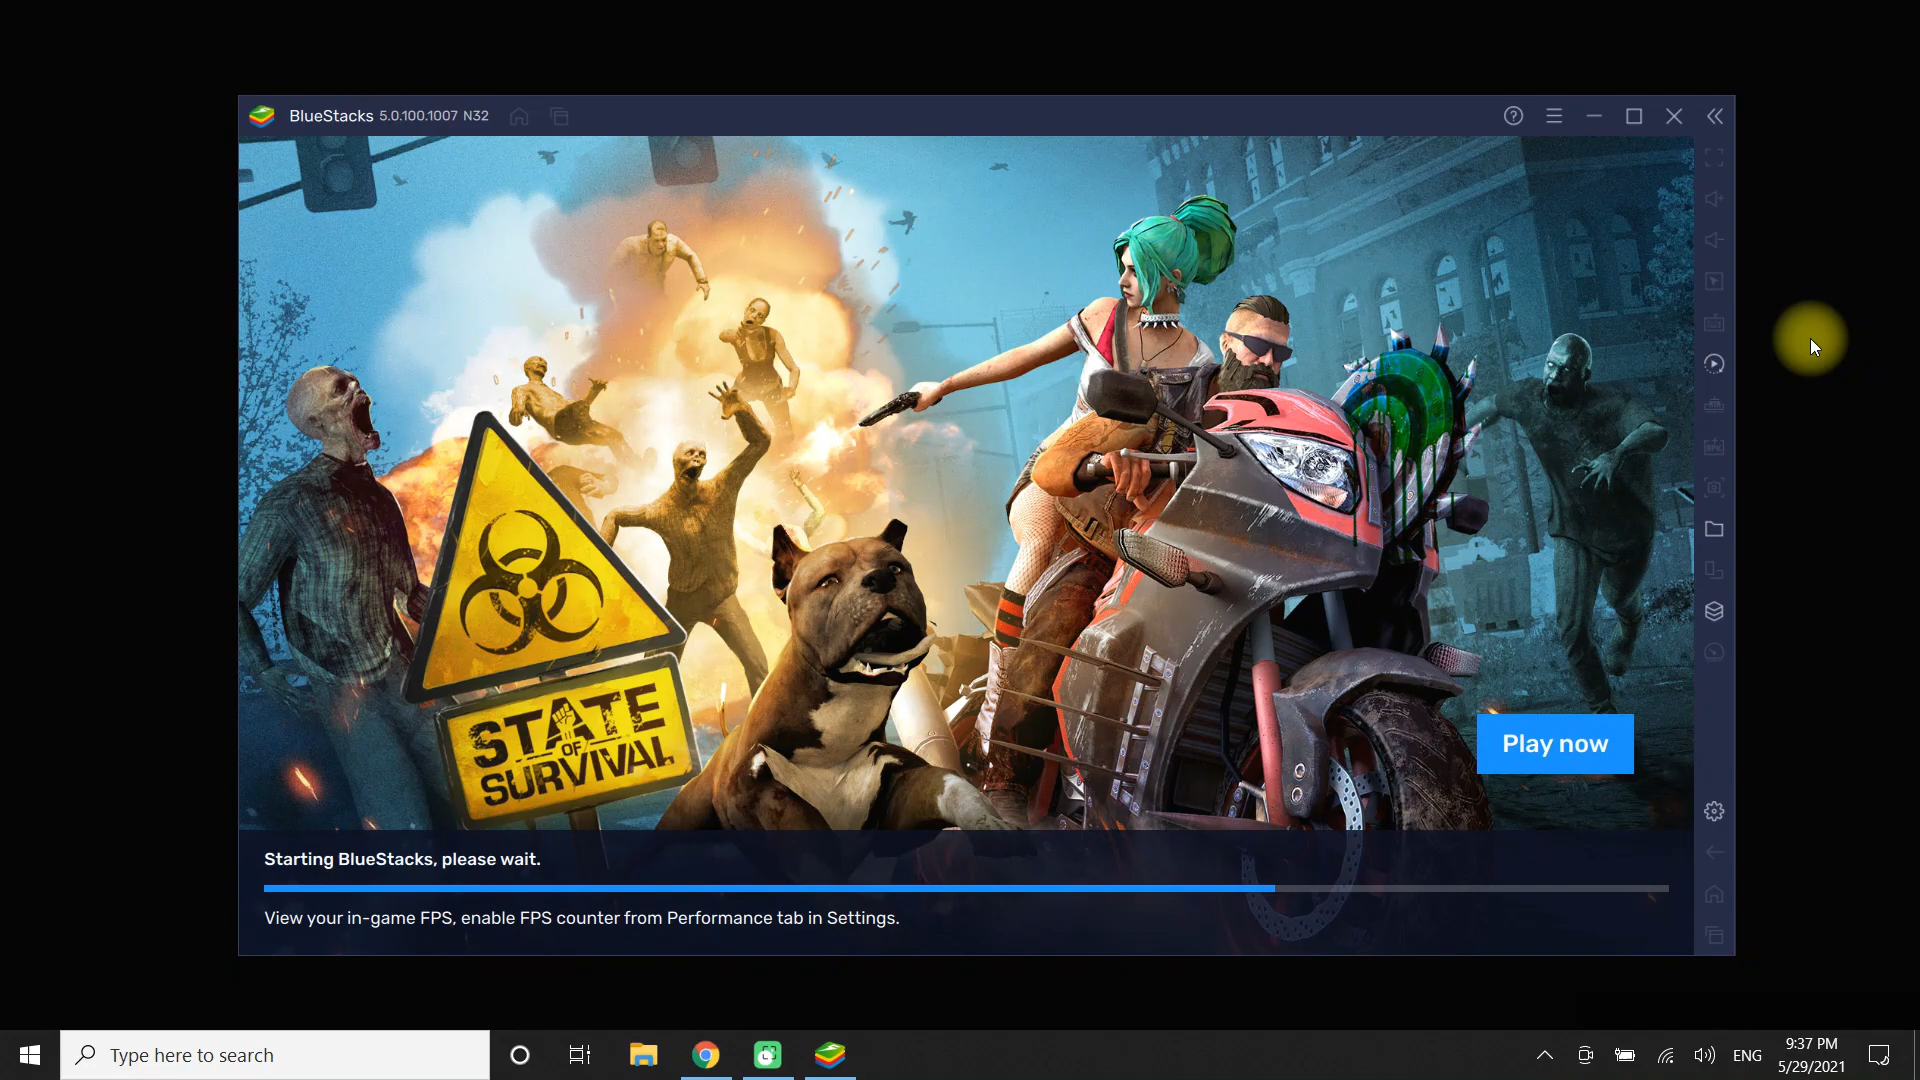 BlueStacks 5.0.100.1007 N32
STATE
OF
SURVIVAL
Play now
Starting BlueStacks, please wait.
View your in-game FPS, enable FPS counter from Performance tab in Settings.
Type here to search
ENG
9:37 PM
5/29/2021